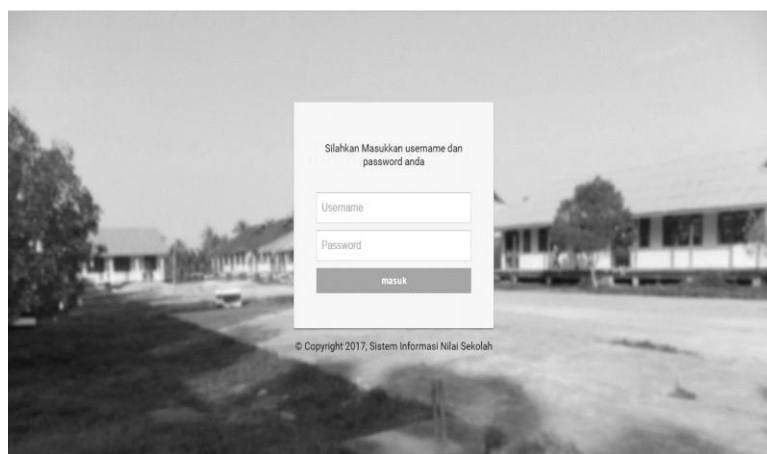 Silahkan Masukkan username dan
password anda
Username
Password
masuk
© Copyright 2017, Sistem Informasi Nilai Sekolah